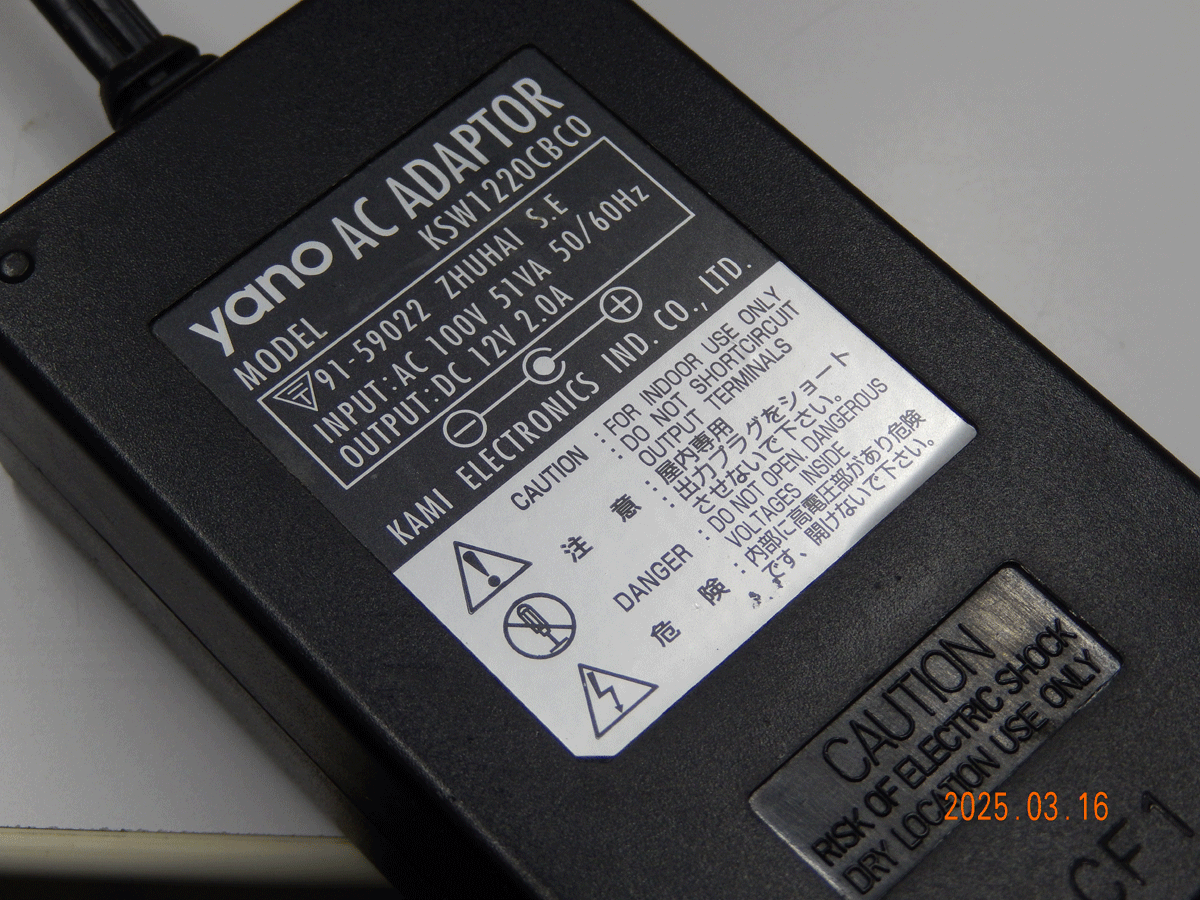 yano AC ADAPTOR
MODEL KSW1220CBC0
91-59022 ZHUHAI S.E
INPUT:AC 100V 51VA 50/60Hz
OUTPUT:DC 12V 2.0A
KAMI ELECTRONICS IND. CO., LTD.
CAUTION : FOR INDOOR USE ONLY
: DO NOT SHORTCIRCUIT
OUTPUT TERMINALS
注 意 : 屋内専用
: 出力プラグをショート
させないで下さい。
DANGER : DO NOT OPEN, DANGEROUS
VOLTAGES INSIDE
危 険 : 内部に高電圧部があり危険
です、開けないで下さい。
CAUTION
RISK OF ELECTRIC SHOCK
DRY LOCATION USE ONLY
CF 1
2025.03.16